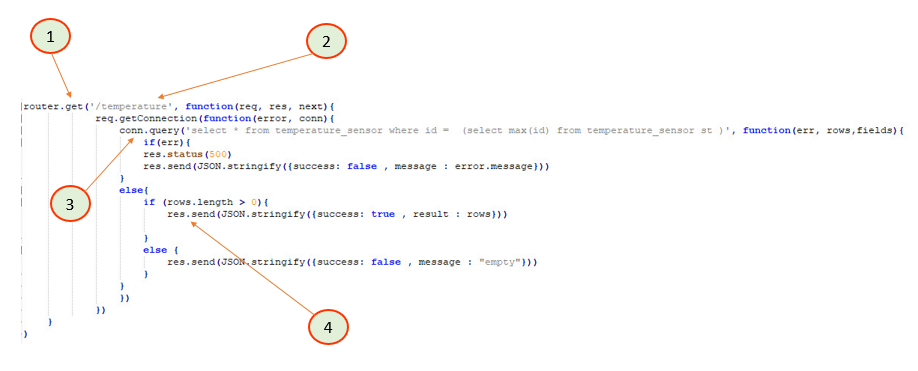 1
2
router.get('/temperature', function(req, res, next){
req.getConnection(function(error, conn){
conn.query('select * from temperature_sensor where id =  (select max(id) from temperature_sensor st )', function(err, rows,fields){
if(err){
res.status(500)
res.send(JSON.stringify({success: false , message : error.message}))
}
3
else{
if (rows.length > 0){
res.send(JSON.stringify({success: true , result : rows}))
}
else {
res.send(JSON.stringify({success: false , message : "empty"}))
}
}
})
})
}
)
4